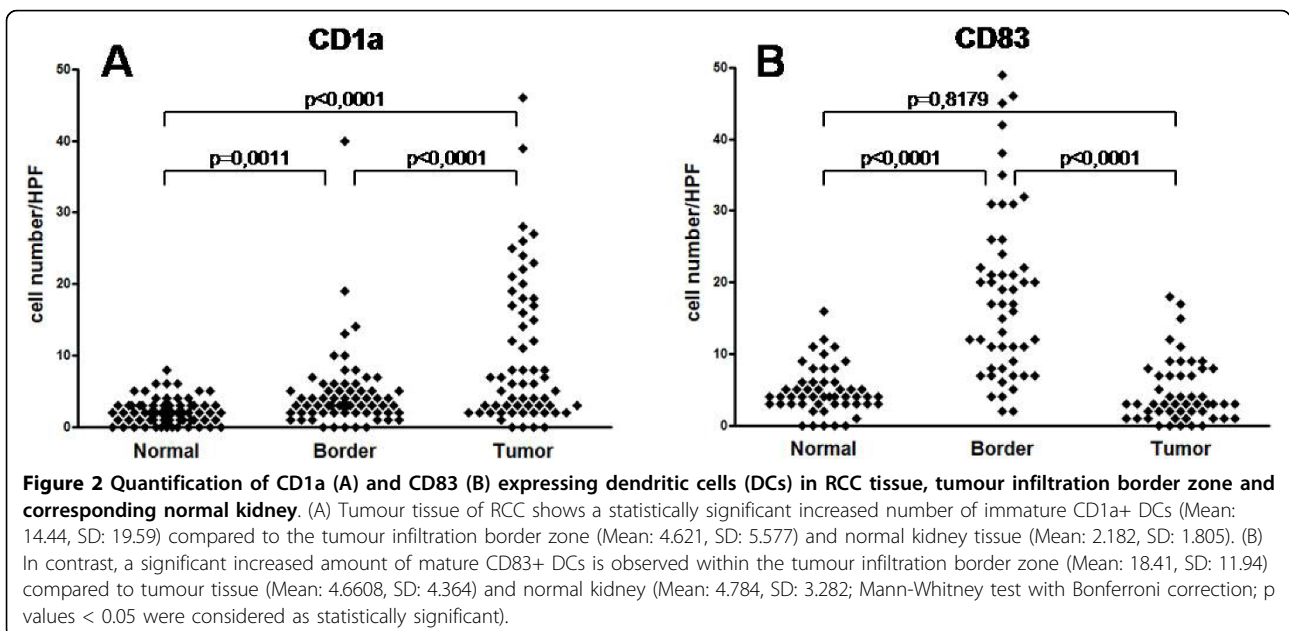 A
CD1a
50
40
30
20
10
0
cell number/HPF
p<0,0001
p=0,0011
p<0,0001
Normal
Border
Tumor
B
CD83
50
40
30
20
10
0
cell number/HPF
p=0,8179
p<0,0001
p<0,0001
Normal
Border
Tumor
Figure 2 Quantification of CD1a (A) and CD83 (B) expressing dendritic cells (DCs) in RCC tissue, tumour infiltration border zone and
corresponding normal kidney. (A) Tumour tissue of RCC shows a statistically significant increased number of immature CD1a+ DCs (Mean:
14.44, SD: 19.59) compared to the tumour infiltration border zone (Mean: 4.621, SD: 5.577) and normal kidney tissue (Mean: 2.182, SD: 1.805). (B)
In contrast, a significant increased amount of mature CD83+ DCs is observed within the tumour infiltration border zone (Mean: 18.41, SD: 11.94)
compared to tumour tissue (Mean: 4.6608, SD: 4.364) and normal kidney (Mean: 4.784, SD: 3.282; Mann-Whitney test with Bonferroni correction; p
values < 0.05 were considered as statistically significant).